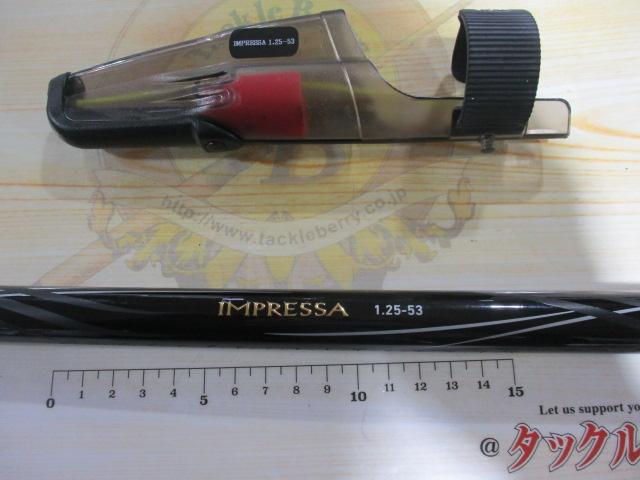 Tackle B
IMPRESSA 1.25-53
http://www.tackleberry.co.jp
IMPRESSA 1.25-53
0 1 2 3 4 5 6 7 8 9 10 11 12 13 14 15
Let us support yo
@タックル